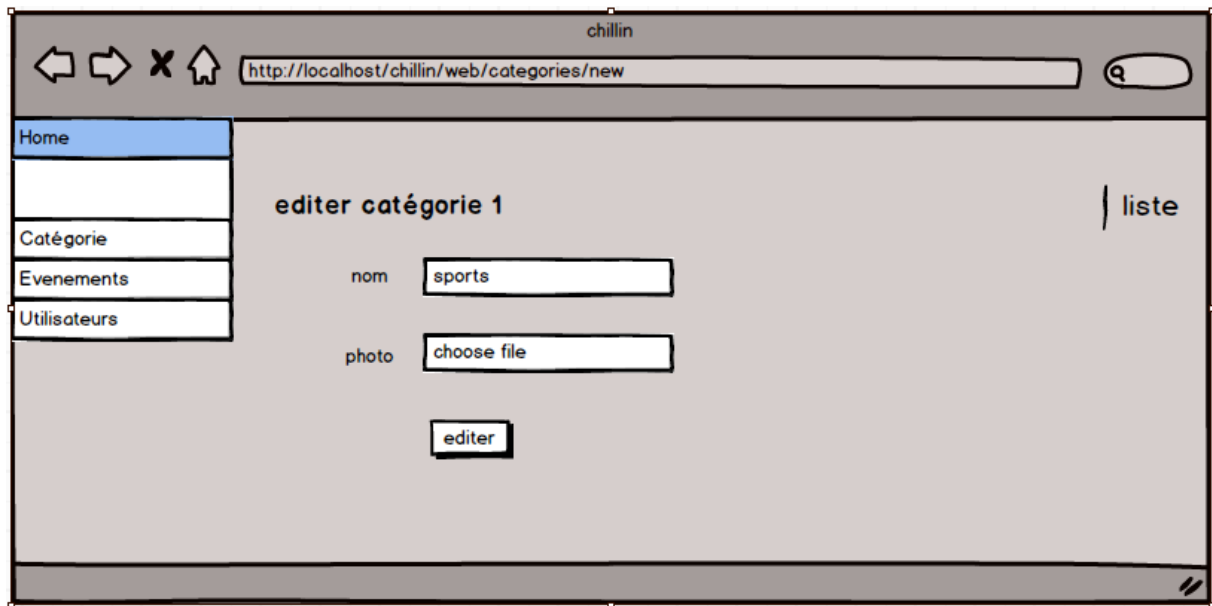 chillin
http://localhost/chillin/web/categories/new
Home
editer catégorie 1
liste
Catégorie
Evenements
Utilisateurs
nom
sports
photo
choose file
editer